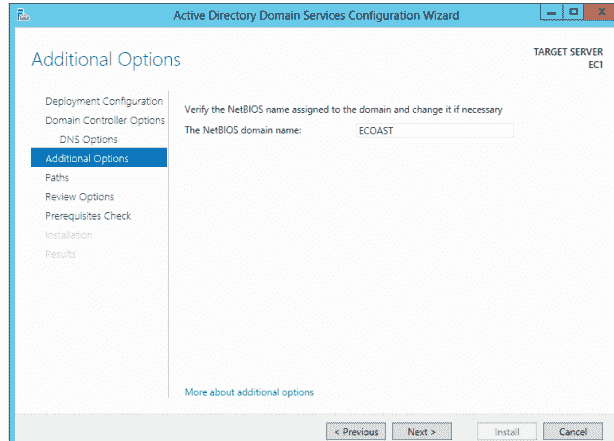 Active Directory Domain Services Configuration Wizard
Additional Options
TARGET SERVER
EC1
Deployment Configuration
Domain Controller Options
DNS Options
Additional Options
Paths
Review Options
Prerequisites Check
Installation
Results
Verify the NetBIOS name assigned to the domain and change it if necessary
The NetBIOS domain name: ECOAST
More about additional options
< Previous Next > Install Cancel